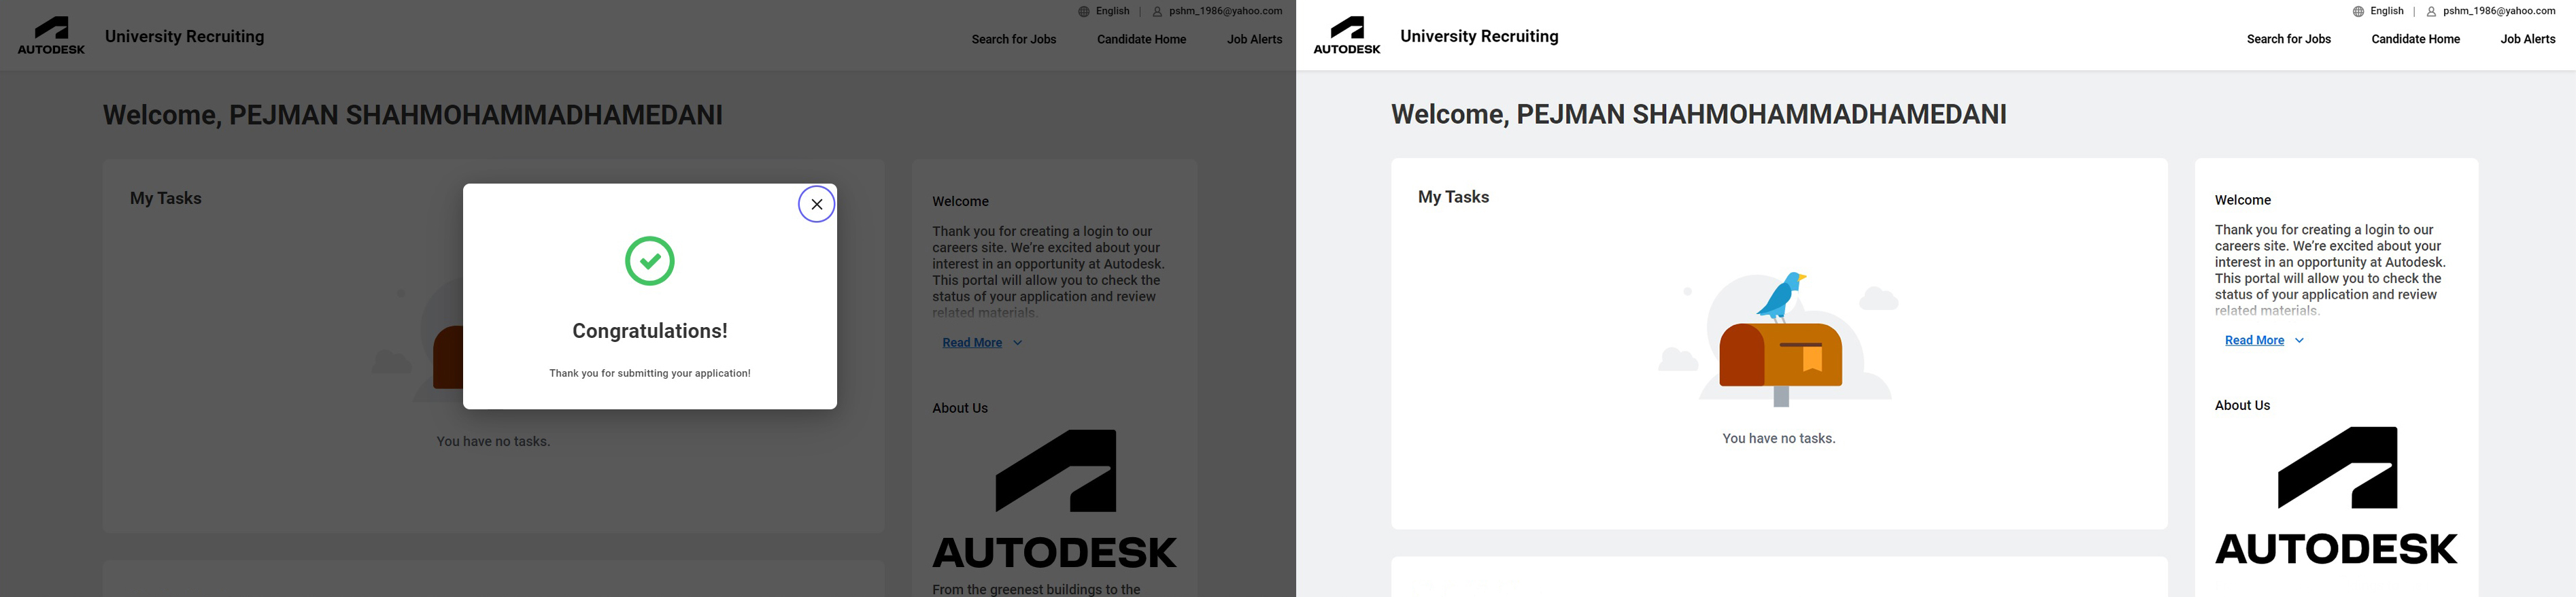 English | pshm_1986@yahoo.com
AUTODESK
University Recruiting
Search for Jobs
Candidate Home
Job Alerts
Welcome, PEJMAN SHAHMOHAMMADHAMEDANI
My Tasks
You have no tasks.
Congratulations!
Thank you for submitting your application!
Welcome
Thank you for creating a login to our
careers site. We're excited about your
interest in an opportunity at Autodesk.
This portal will allow you to check the
status of your application and review
related materials.
Read More
About Us
AUTODESK
From the greenest buildings to the
English | pshm_1986@yahoo.com
AUTODESK
University Recruiting
Search for Jobs
Candidate Home
Job Alerts
Welcome, PEJMAN SHAHMOHAMMADHAMEDANI
My Tasks
You have no tasks.
Welcome
Thank you for creating a login to our
careers site. We're excited about your
interest in an opportunity at Autodesk.
This portal will allow you to check the
status of your application and review
related materials.
Read More
About Us
AUTODESK